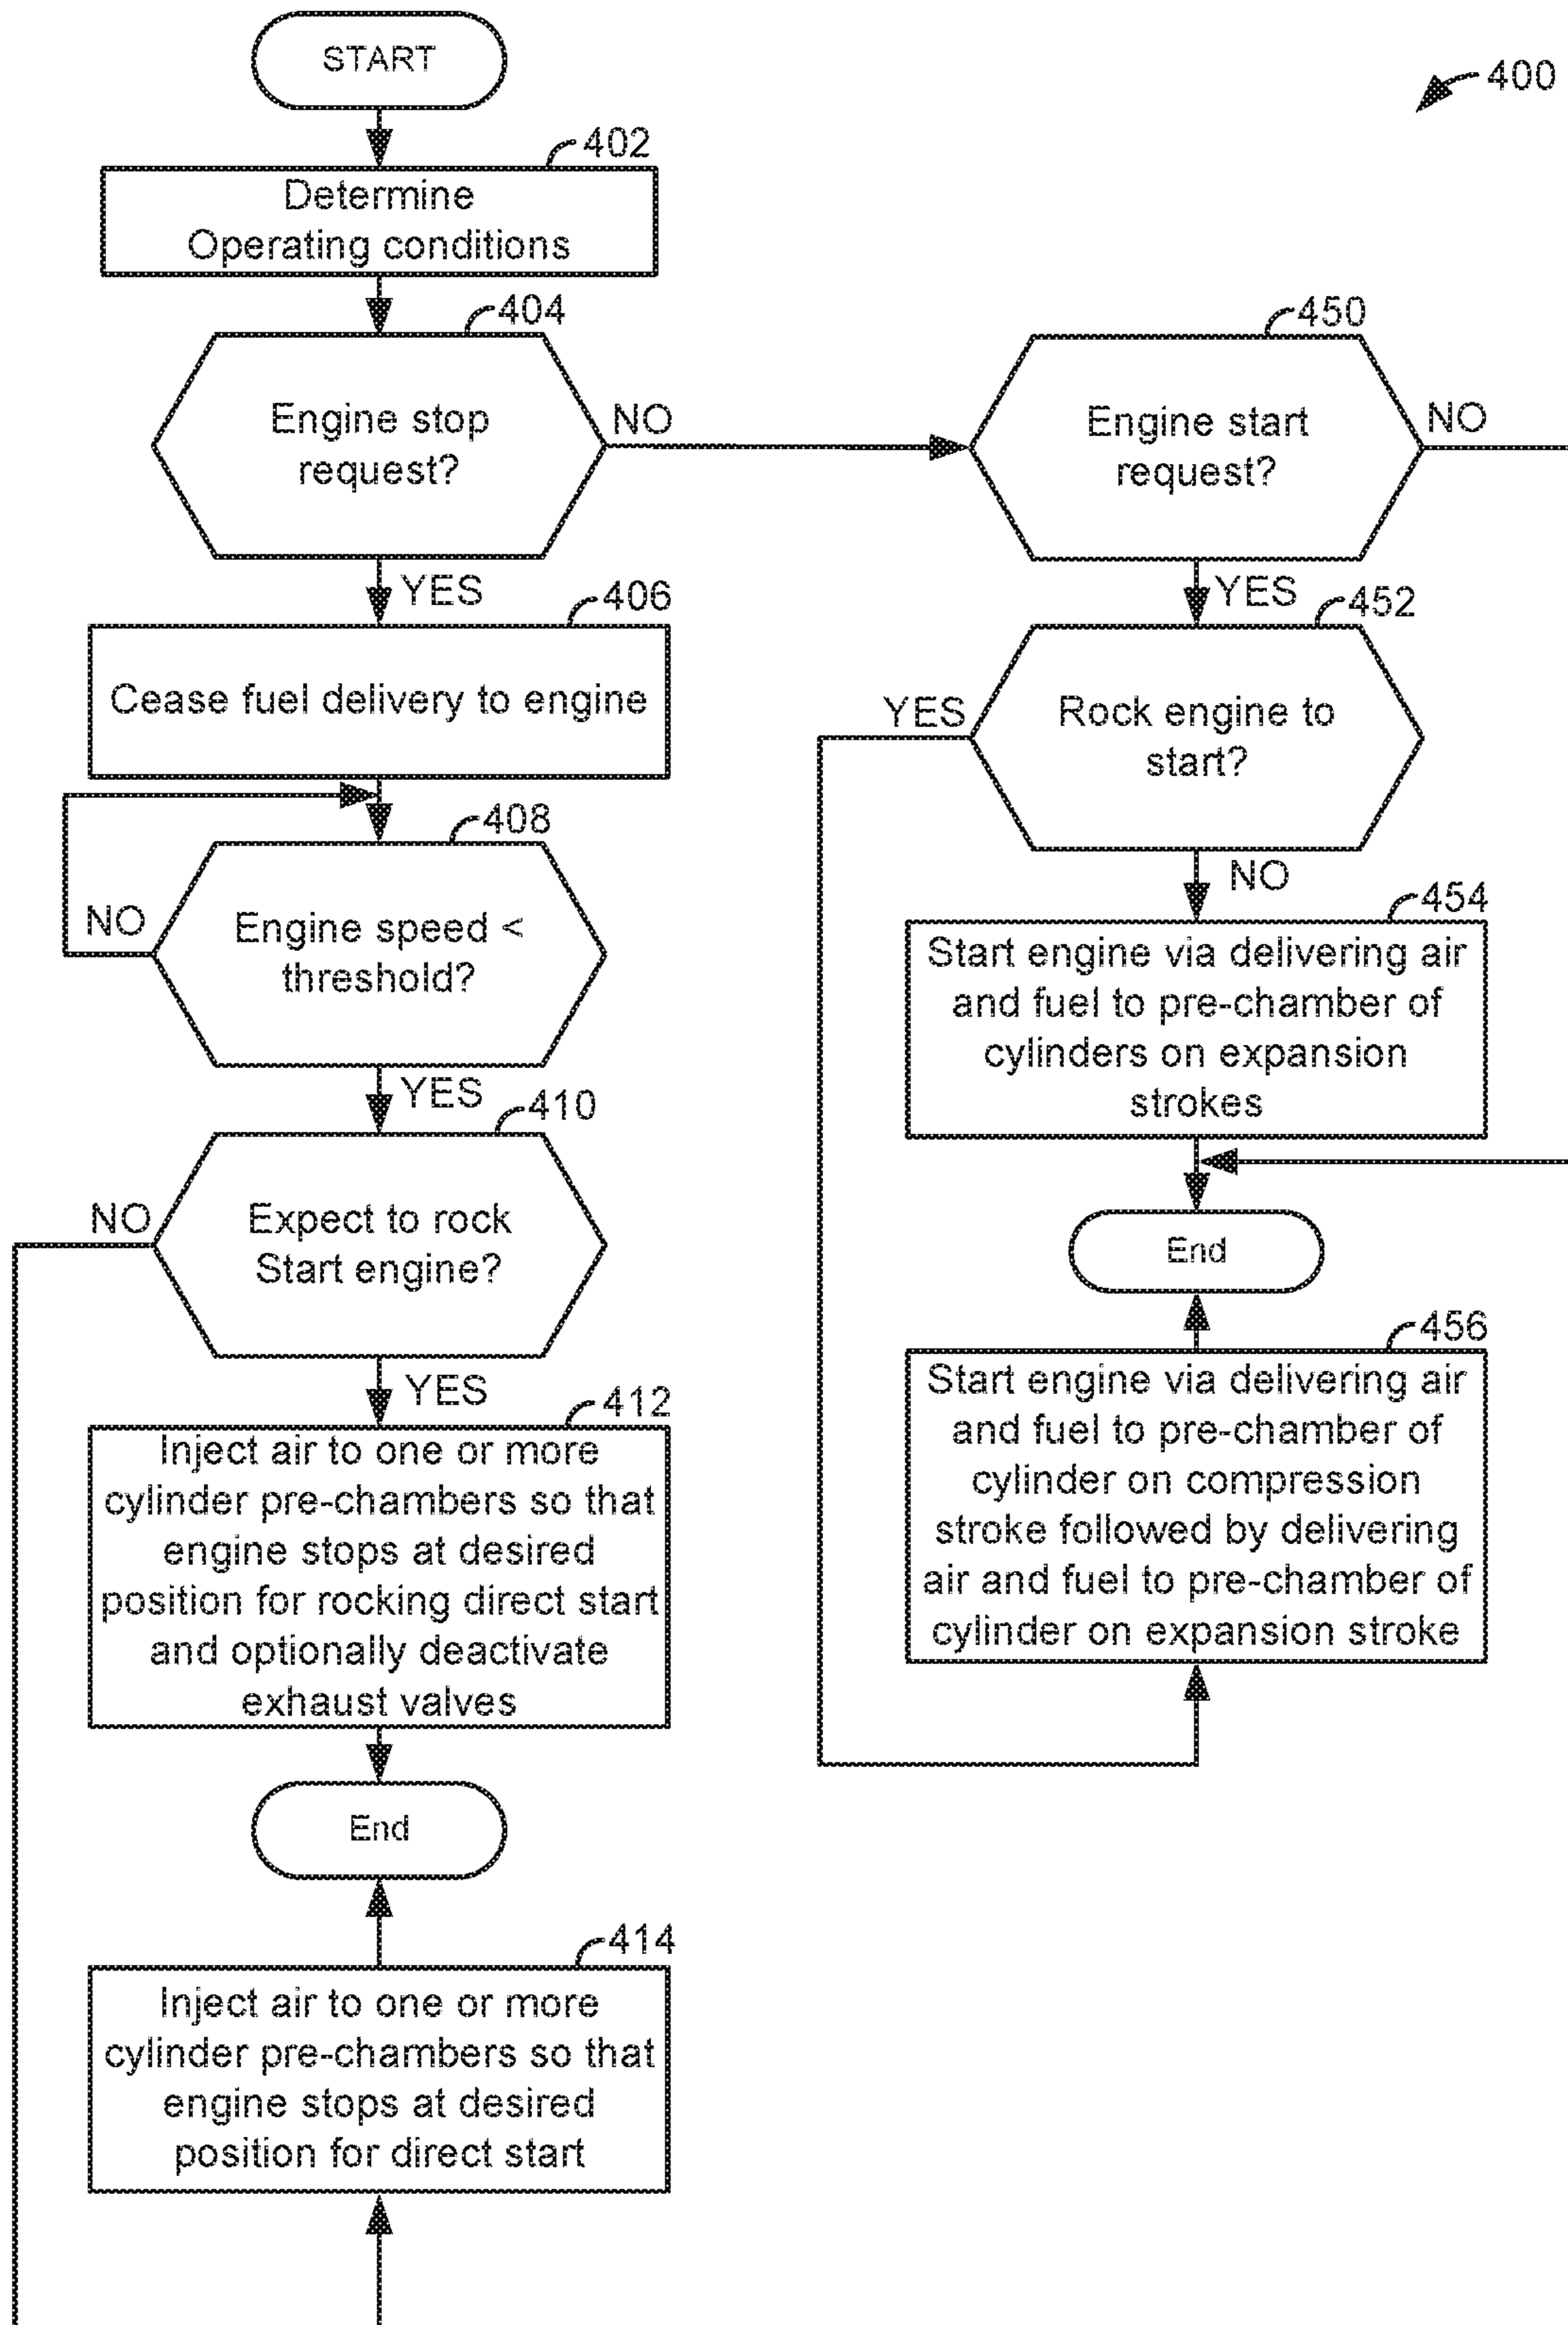 START
400
402
Determine
Operating conditions
404
Engine stop
request?
NO
YES
406
Cease fuel delivery to engine
408
Engine speed <
threshold?
NO
YES
410
Expect to rock
Start engine?
NO
YES
412
Inject air to one or more
cylinder pre-chambers so that
engine stops at desired
position for rocking direct start
and optionally deactivate
exhaust valves
End
414
Inject air to one or more
cylinder pre-chambers so that
engine stops at desired
position for direct start
450
Engine start
request?
NO
YES
452
Rock engine to
start?
YES
NO
454
Start engine via delivering air
and fuel to pre-chamber of
cylinders on expansion
strokes
End
456
Start engine via delivering air
and fuel to pre-chamber of
cylinder on compression
stroke followed by delivering
air and fuel to pre-chamber of
cylinder on expansion stroke